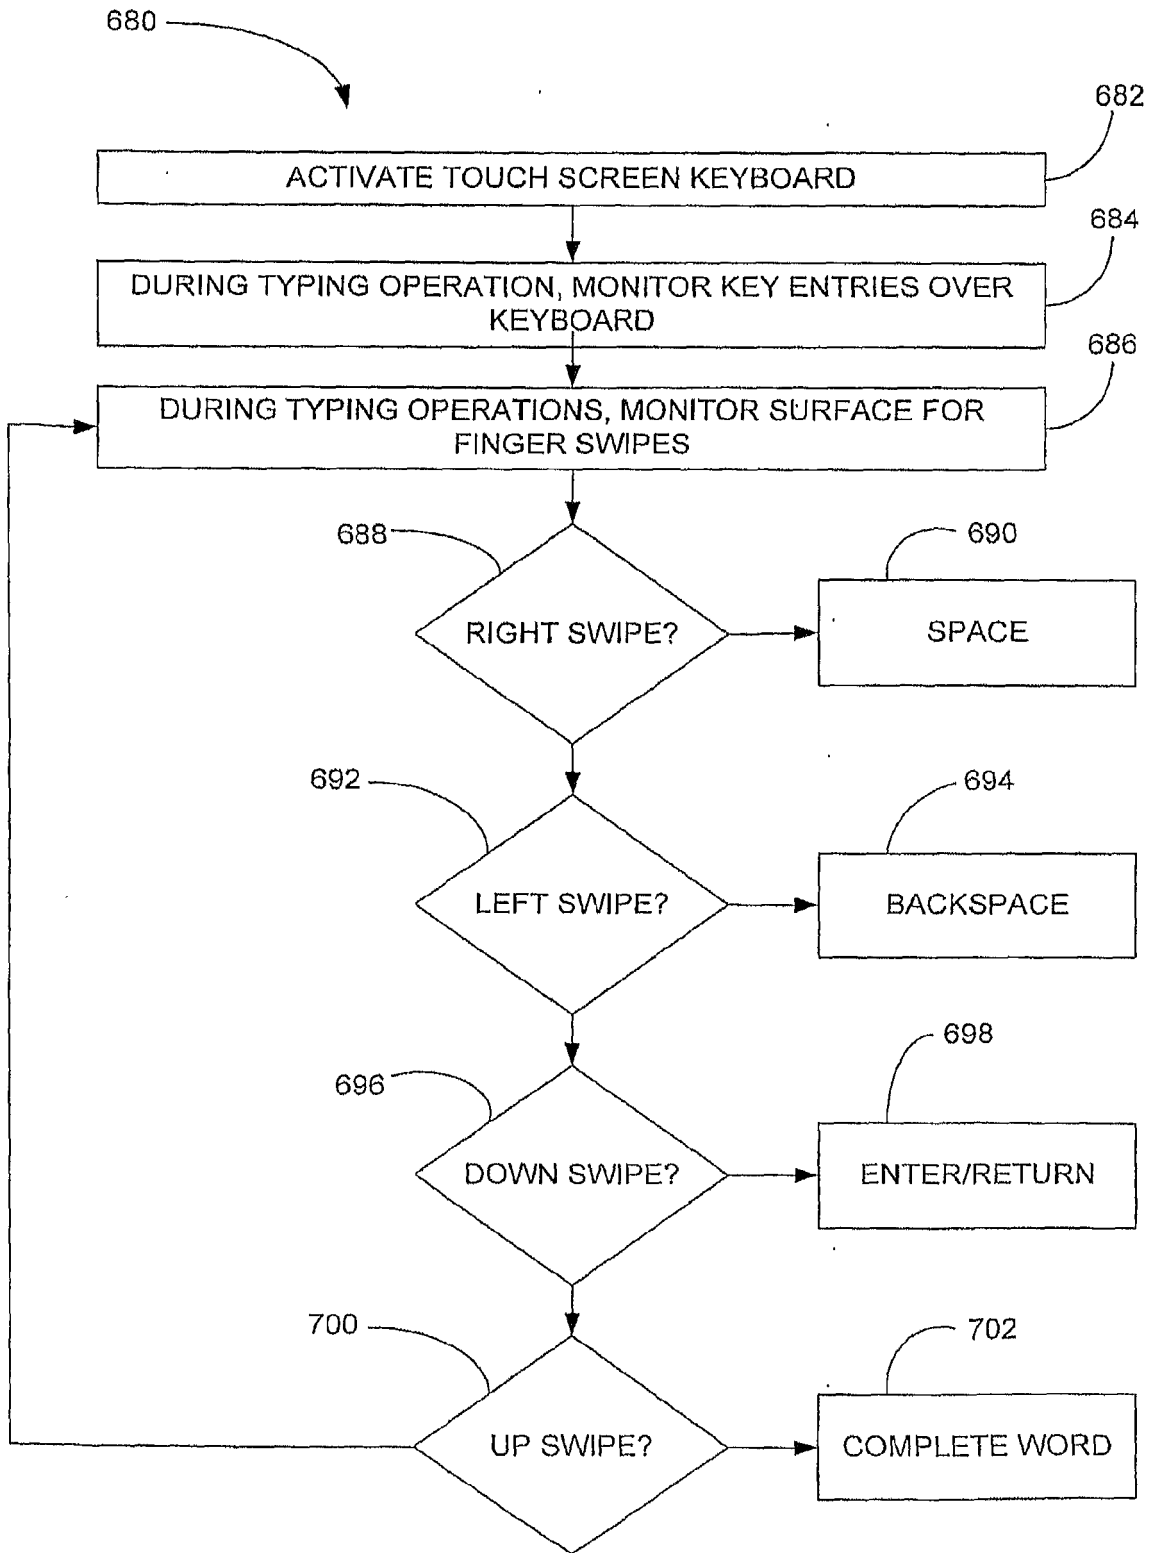 680
682
ACTIVATE TOUCH SCREEN KEYBOARD
684
DURING TYPING OPERATION, MONITOR KEY ENTRIES OVER
KEYBOARD
686
DURING TYPING OPERATIONS, MONITOR SURFACE FOR
FINGER SWIPES
688
690
RIGHT SWIPE?
SPACE
692
694
LEFT SWIPE?
BACKSPACE
696
698
DOWN SWIPE?
ENTER/RETURN
700
702
UP SWIPE?
COMPLETE WORD